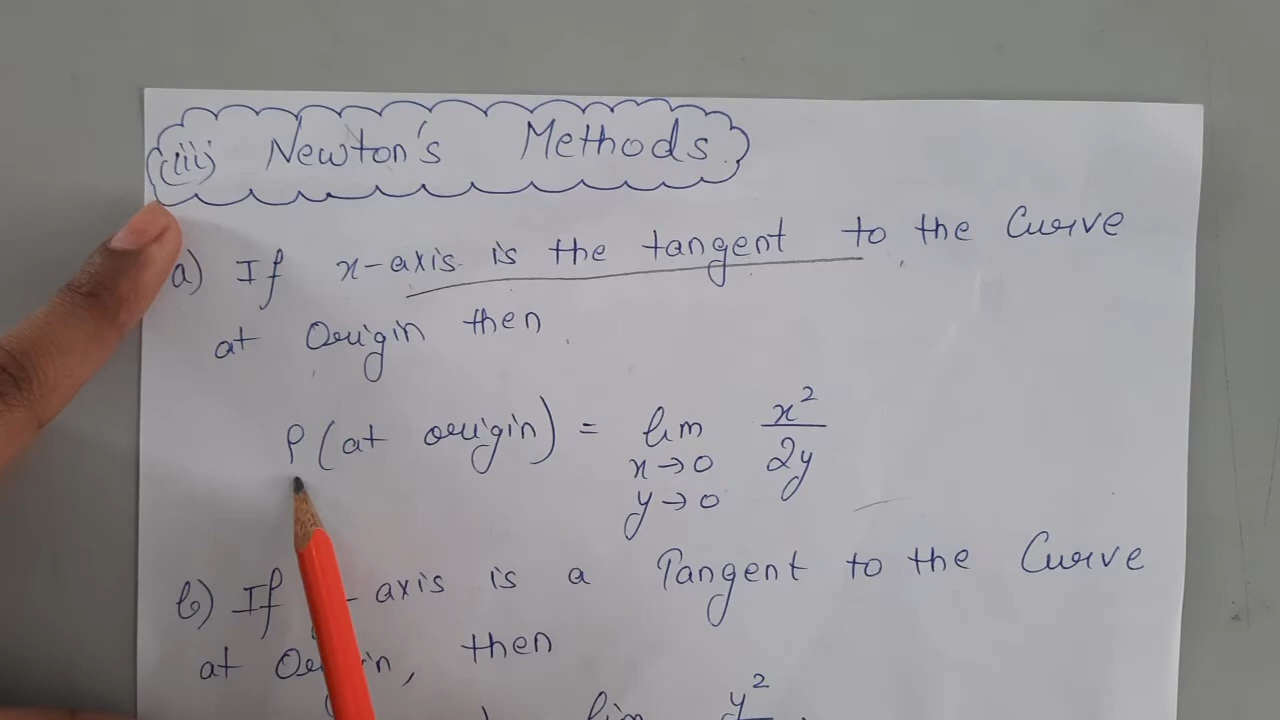 (iii) Newton's Methods.
a) If x-axis is the tangent to the Curve
at Origin then
ρ (at origin) = lim x→0 y→0 x²/2y
b) If - axis is a Tangent to the Curve
at then
lim y²